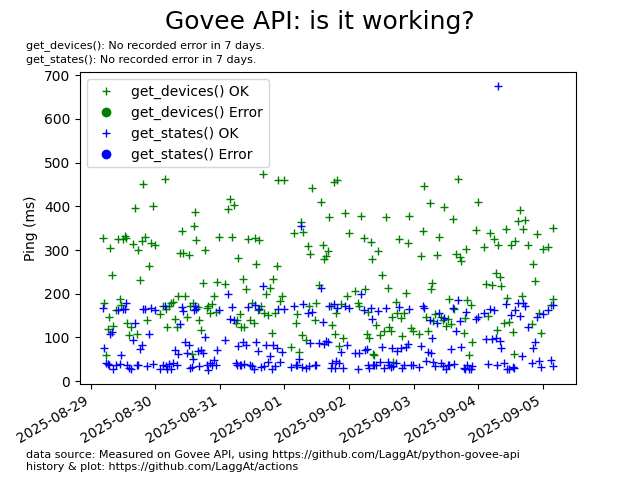 Govee API: is it working?
get_devices(): No recorded error in 7 days.
get_states(): No recorded error in 7 days.
700
600
500
400
300
200
100
0
Ping (ms)
get_devices() OK
get_devices() Error
get_states() OK
get_states() Error
2025-08-29
2025-08-30
2025-08-31
2025-09-01
2025-09-02
2025-09-03
2025-09-04
2025-09-05
data source: Measured on Govee API, using https://github.com/LaggAt/python-govee-api
history & plot: https://github.com/LaggAt/actions